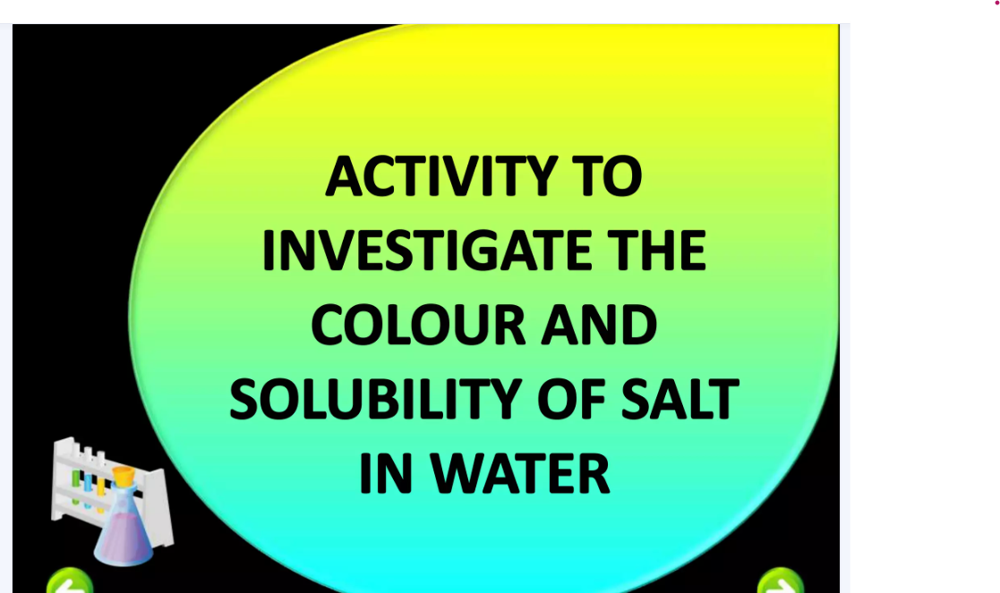 ACTIVITY TO
INVESTIGATE THE
COLOUR AND
SOLUBILITY OF SALT
IN WATER